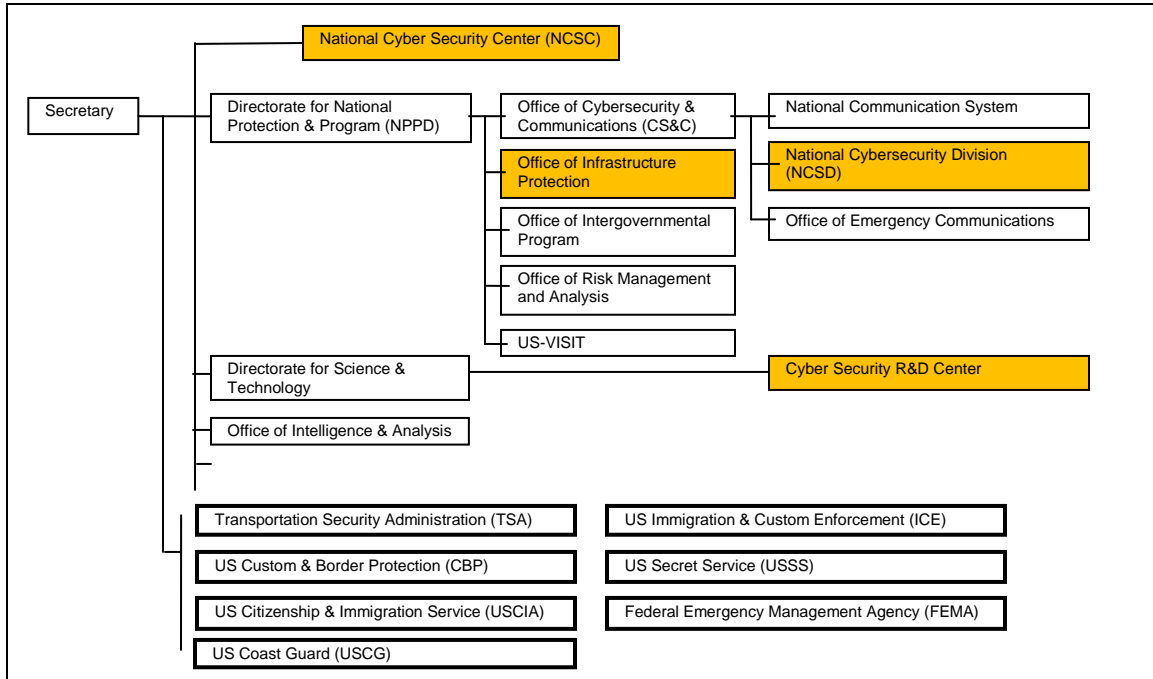 National Cyber Security Center (NCSC)
Secretary
Directorate for National
Protection & Program (NPPD)
Office of Cybersecurity &
Communications (CS&C)
National Communication System
Office of Infrastructure
Protection
National Cybersecurity Division
(NCSD)
Office of Intergovernmental
Program
Office of Emergency Communications
Office of Risk Management
and Analysis
US-VISIT
Directorate for Science &
Technology
Cyber Security R&D Center
Office of Intelligence & Analysis
Transportation Security Administration (TSA)
US Immigration & Custom Enforcement (ICE)
US Custom & Border Protection (CBP)
US Secret Service (USSS)
US Citizenship & Immigration Service (USCIA)
Federal Emergency Management Agency (FEMA)
US Coast Guard (USCG)